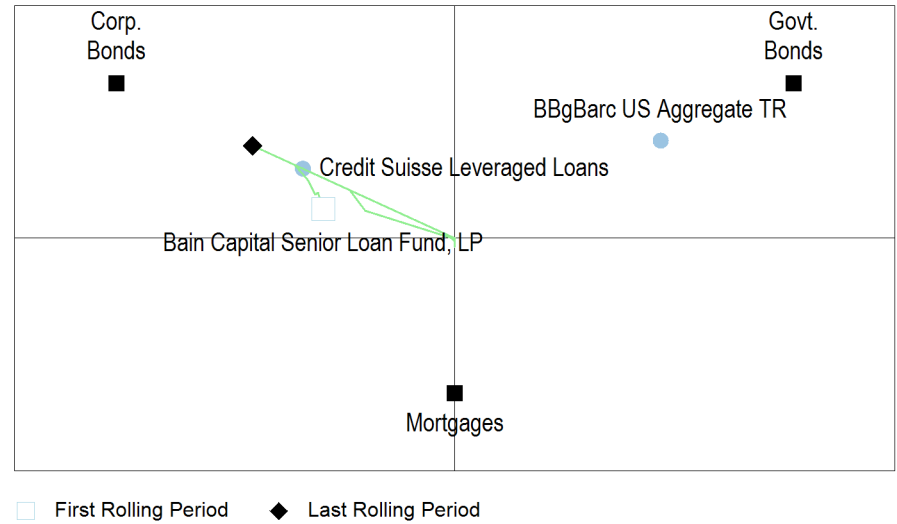 Corp.
Bonds
Govt.
Bonds
BBgBarc US Aggregate TR
Credit Suisse Leveraged Loans
Bain Capital Senior Loan Fund, LP
Mortgages
First Rolling Period
Last Rolling Period